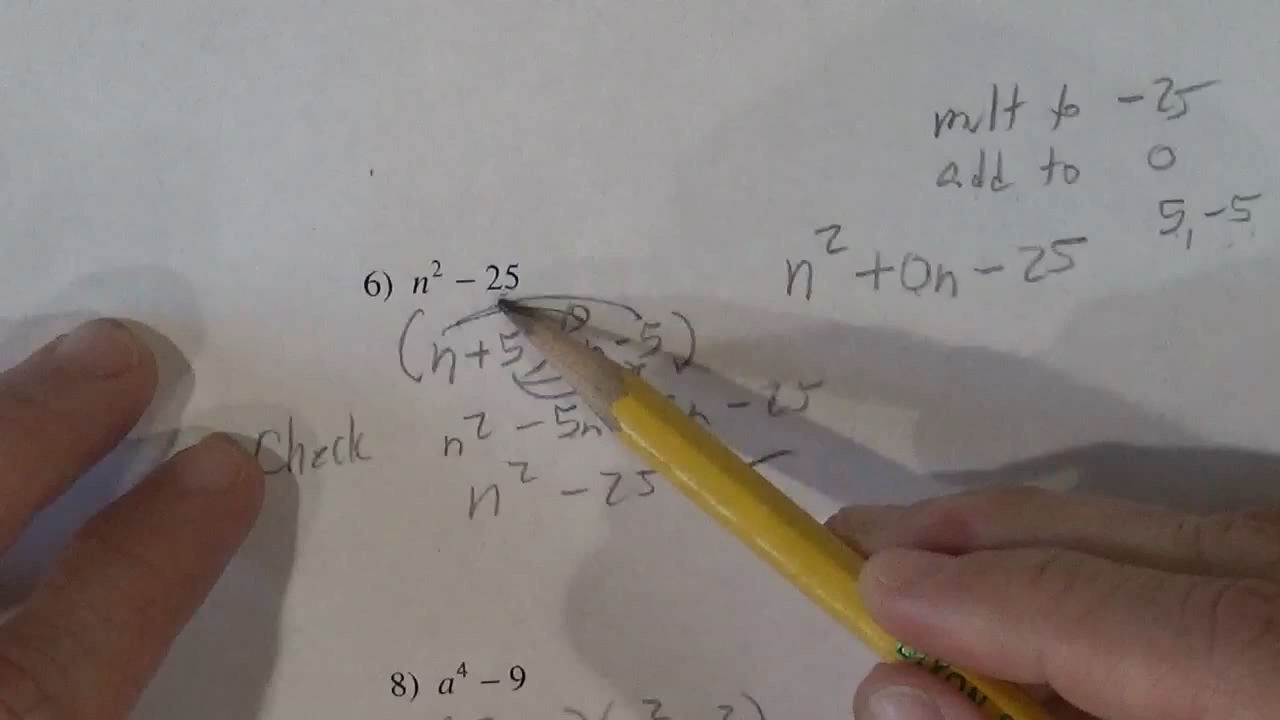 mult to -25
add to 0
5, -5
n² + 0n - 25
6) n² − 25
(n + 5 -5)
Check n² - 5n n - 25
n² - 25
8) a⁴ − 9